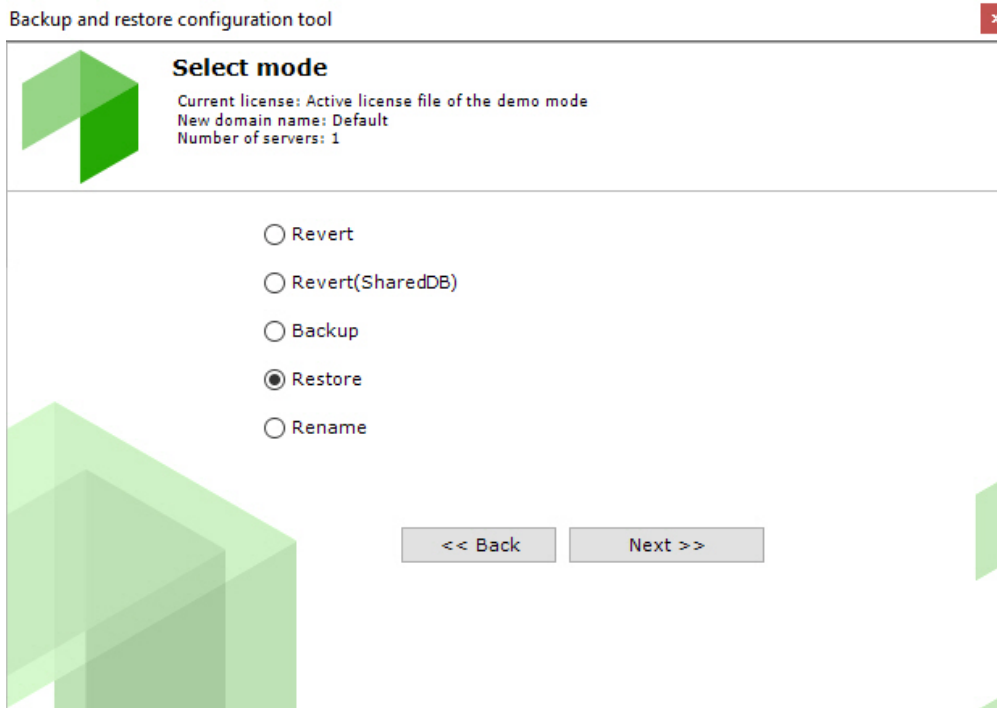 Backup and restore configuration tool
Select mode
Current license: Active license file of the demo mode
New domain name: Default
Number of servers: 1
Revert
Revert(SharedDB)
Backup
Restore
Rename
<< Back Next >>